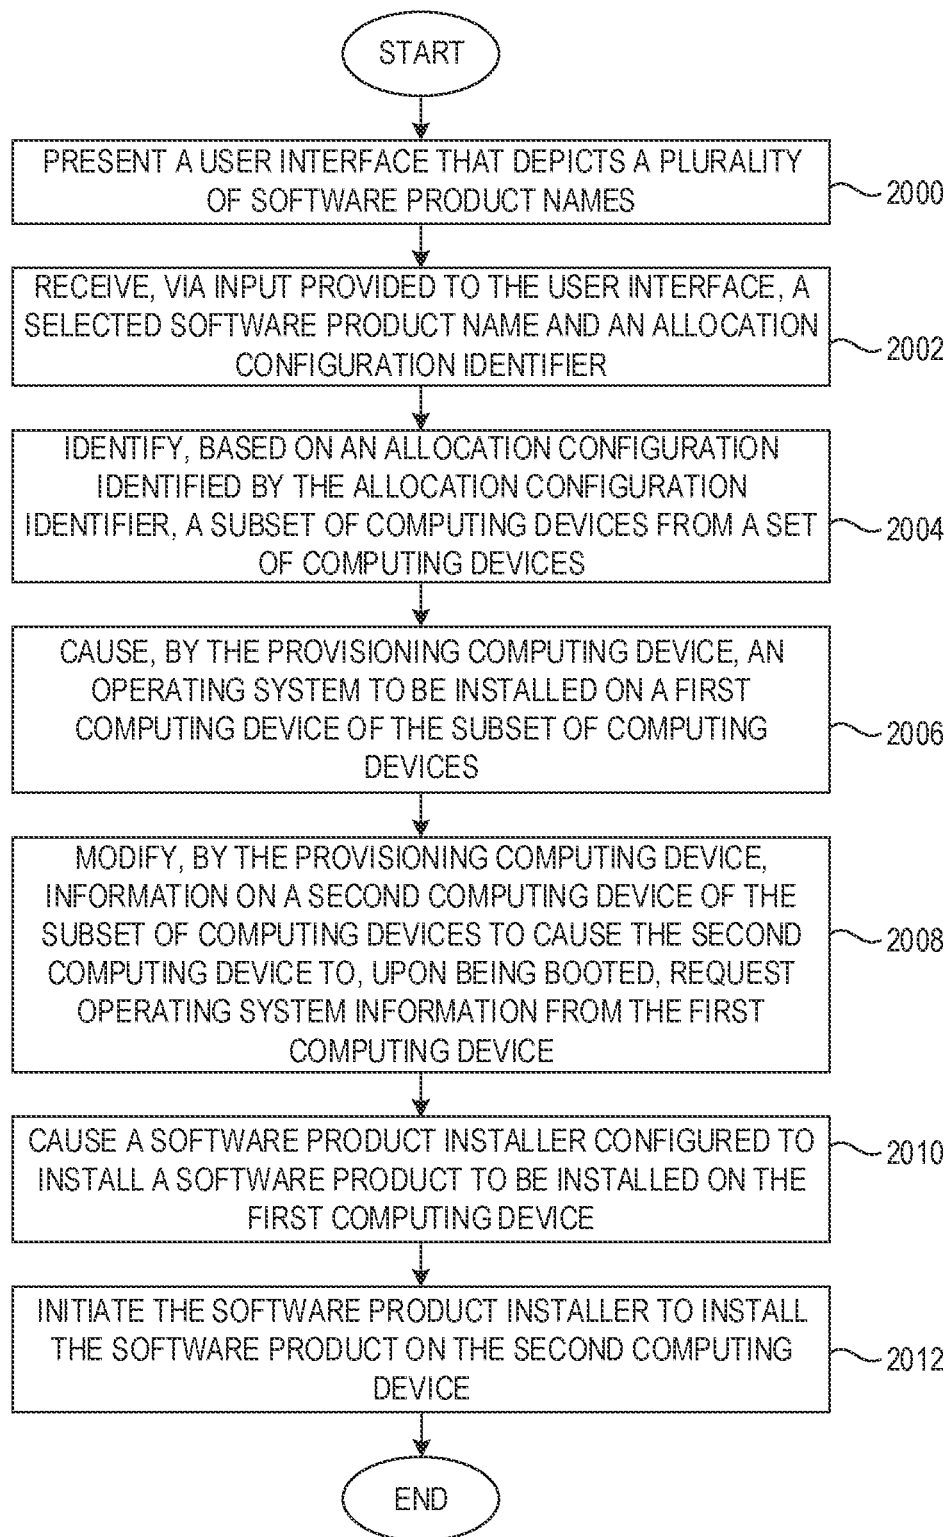 START
PRESENT A USER INTERFACE THAT DEPICTS A PLURALITY
OF SOFTWARE PRODUCT NAMES
2000
RECEIVE, VIA INPUT PROVIDED TO THE USER INTERFACE, A
SELECTED SOFTWARE PRODUCT NAME AND AN ALLOCATION
CONFIGURATION IDENTIFIER
2002
IDENTIFY, BASED ON AN ALLOCATION CONFIGURATION
IDENTIFIED BY THE ALLOCATION CONFIGURATION
IDENTIFIER, A SUBSET OF COMPUTING DEVICES FROM A SET
OF COMPUTING DEVICES
2004
CAUSE, BY THE PROVISIONING COMPUTING DEVICE, AN
OPERATING SYSTEM TO BE INSTALLED ON A FIRST
COMPUTING DEVICE OF THE SUBSET OF COMPUTING
DEVICES
2006
MODIFY, BY THE PROVISIONING COMPUTING DEVICE,
INFORMATION ON A SECOND COMPUTING DEVICE OF THE
SUBSET OF COMPUTING DEVICES TO CAUSE THE SECOND
COMPUTING DEVICE TO, UPON BEING BOOTED, REQUEST
OPERATING SYSTEM INFORMATION FROM THE FIRST
COMPUTING DEVICE
2008
CAUSE A SOFTWARE PRODUCT INSTALLER CONFIGURED TO
INSTALL A SOFTWARE PRODUCT TO BE INSTALLED ON THE
FIRST COMPUTING DEVICE
2010
INITIATE THE SOFTWARE PRODUCT INSTALLER TO INSTALL
THE SOFTWARE PRODUCT ON THE SECOND COMPUTING
DEVICE
2012
END